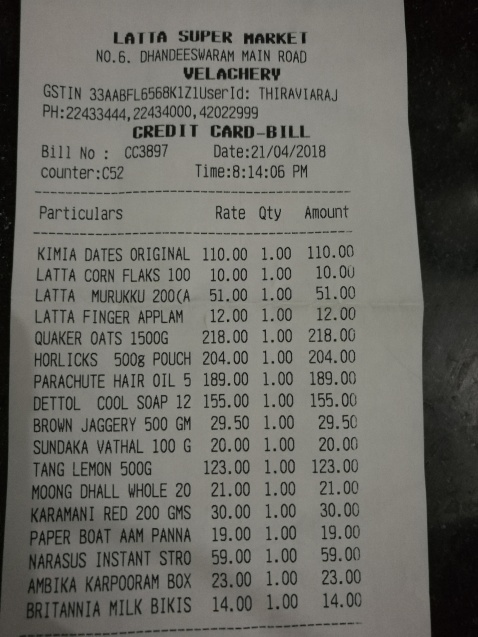 LATTA SUPER MARKET
NO.6. DHANDEESWARAM MAIN ROAD
VELACHERY
GSTIN 33AABFL6568K1Z1UserId: THIRAVIARAJ
PH:22433444,22434000,42022999
CREDIT CARD-BILL
Bill No : CC3897 Date:21/04/2018
counter:C52 Time:8:14:06 PM
Particulars Rate Qty Amount
KIMIA DATES ORIGINAL 110.00 1.00 110.00
LATTA CORN FLAKS 100 10.00 1.00 10.00
LATTA MURUKKU 200(A 51.00 1.00 51.00
LATTA FINGER APPLAM 12.00 1.00 12.00
QUAKER OATS 1500G 218.00 1.00 218.00
HORLICKS 500g POUCH 204.00 1.00 204.00
PARACHUTE HAIR OIL 5 189.00 1.00 189.00
DETTOL COOL SOAP 12 155.00 1.00 155.00
BROWN JAGGERY 500 GM 29.50 1.00 29.50
SUNDAKA VATHAL 100 G 20.00 1.00 20.00
TANG LEMON 500G 123.00 1.00 123.00
MOONG DHALL WHOLE 20 21.00 1.00 21.00
KARAMANI RED 200 GMS 30.00 1.00 30.00
PAPER BOAT AAM PANNA 19.00 1.00 19.00
NARASUS INSTANT STRO 59.00 1.00 59.00
AMBIKA KARPOORAM BOX 23.00 1.00 23.00
BRITANNIA MILK BIKIS 14.00 1.00 14.00